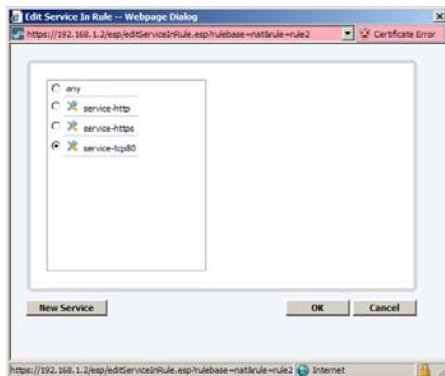 Edit Service In Rule -- Webpage Dialog
https://192.168.1.2/esp/editServiceInRule.esp?rulebase=nat&rule=rule2 Certificate Error
any
service-http
service-https
service-tcp80
New Service OK Cancel
https://192.168.1.2/esp/editServiceInRule.esp?rulebase=nat&rule=rule2 Internet